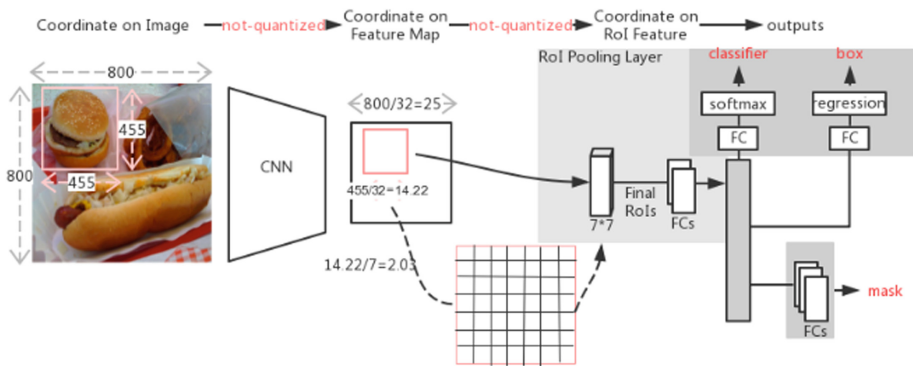 Coordinate on Image
not-quantized
Coordinate on
Feature Map
not-quantized
Coordinate on
RoI Feature
outputs
RoI Pooling Layer
classifier
box
800
800
455
455
CNN
800/32=25
455/32=14.22
14.22/7=2.03
7*7
Final
RoIs
FCs
softmax
FC
regression
FC
FCs
mask